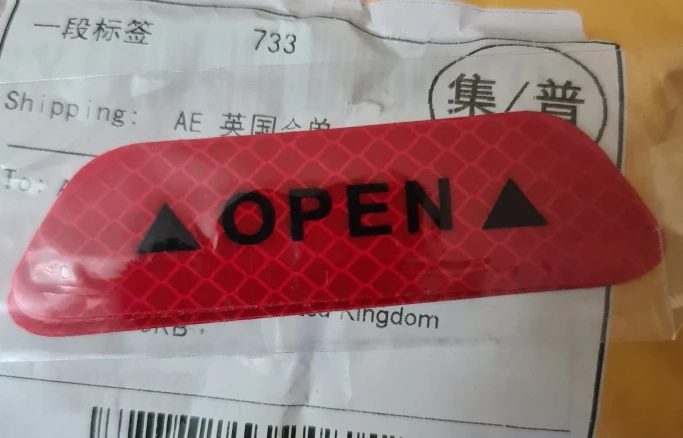 一段标签 733
集/普
Shipping: AE 英国
To: A
▲OPEN▲
Kingdom